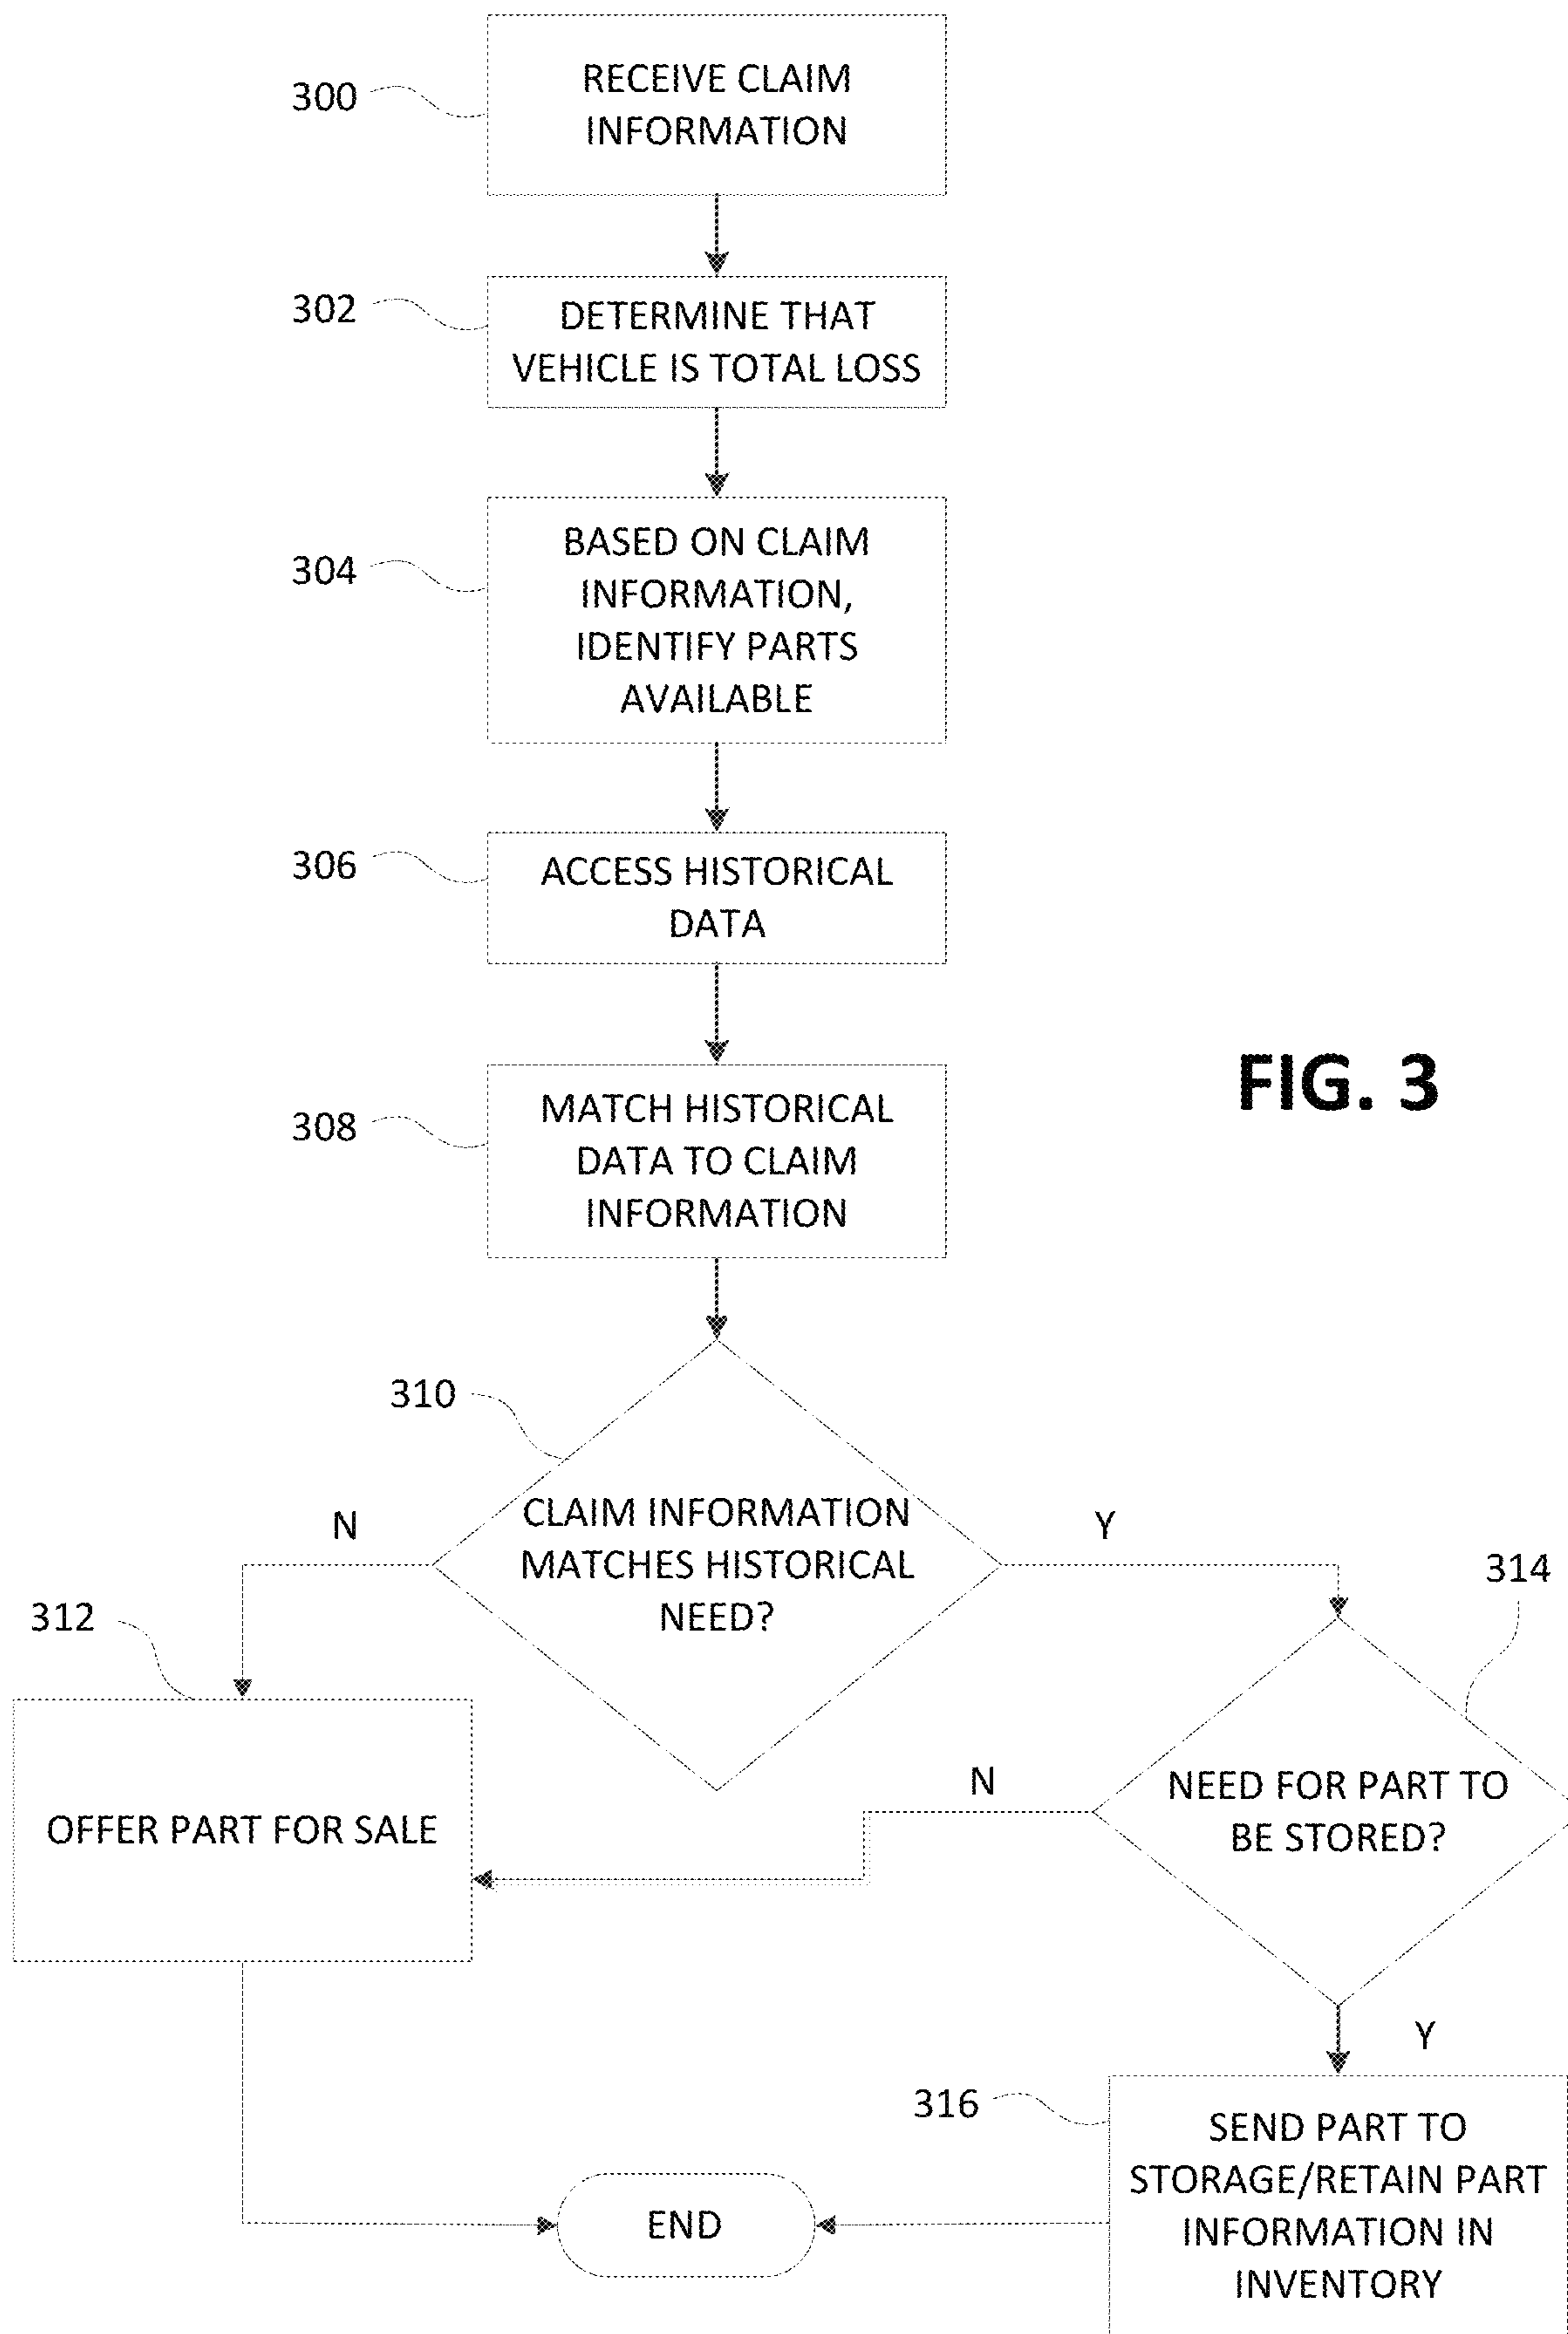 300
RECEIVE CLAIM
INFORMATION
302
DETERMINE THAT
VEHICLE IS TOTAL LOSS
304
BASED ON CLAIM
INFORMATION,
IDENTIFY PARTS
AVAILABLE
306
ACCESS HISTORICAL
DATA
308
MATCH HISTORICAL
DATA TO CLAIM
INFORMATION
FIG. 3
310
CLAIM INFORMATION
MATCHES HISTORICAL
NEED?
N
Y
312
OFFER PART FOR SALE
314
NEED FOR PART TO
BE STORED?
N
Y
316
SEND PART TO
STORAGE/RETAIN PART
INFORMATION IN
INVENTORY
END